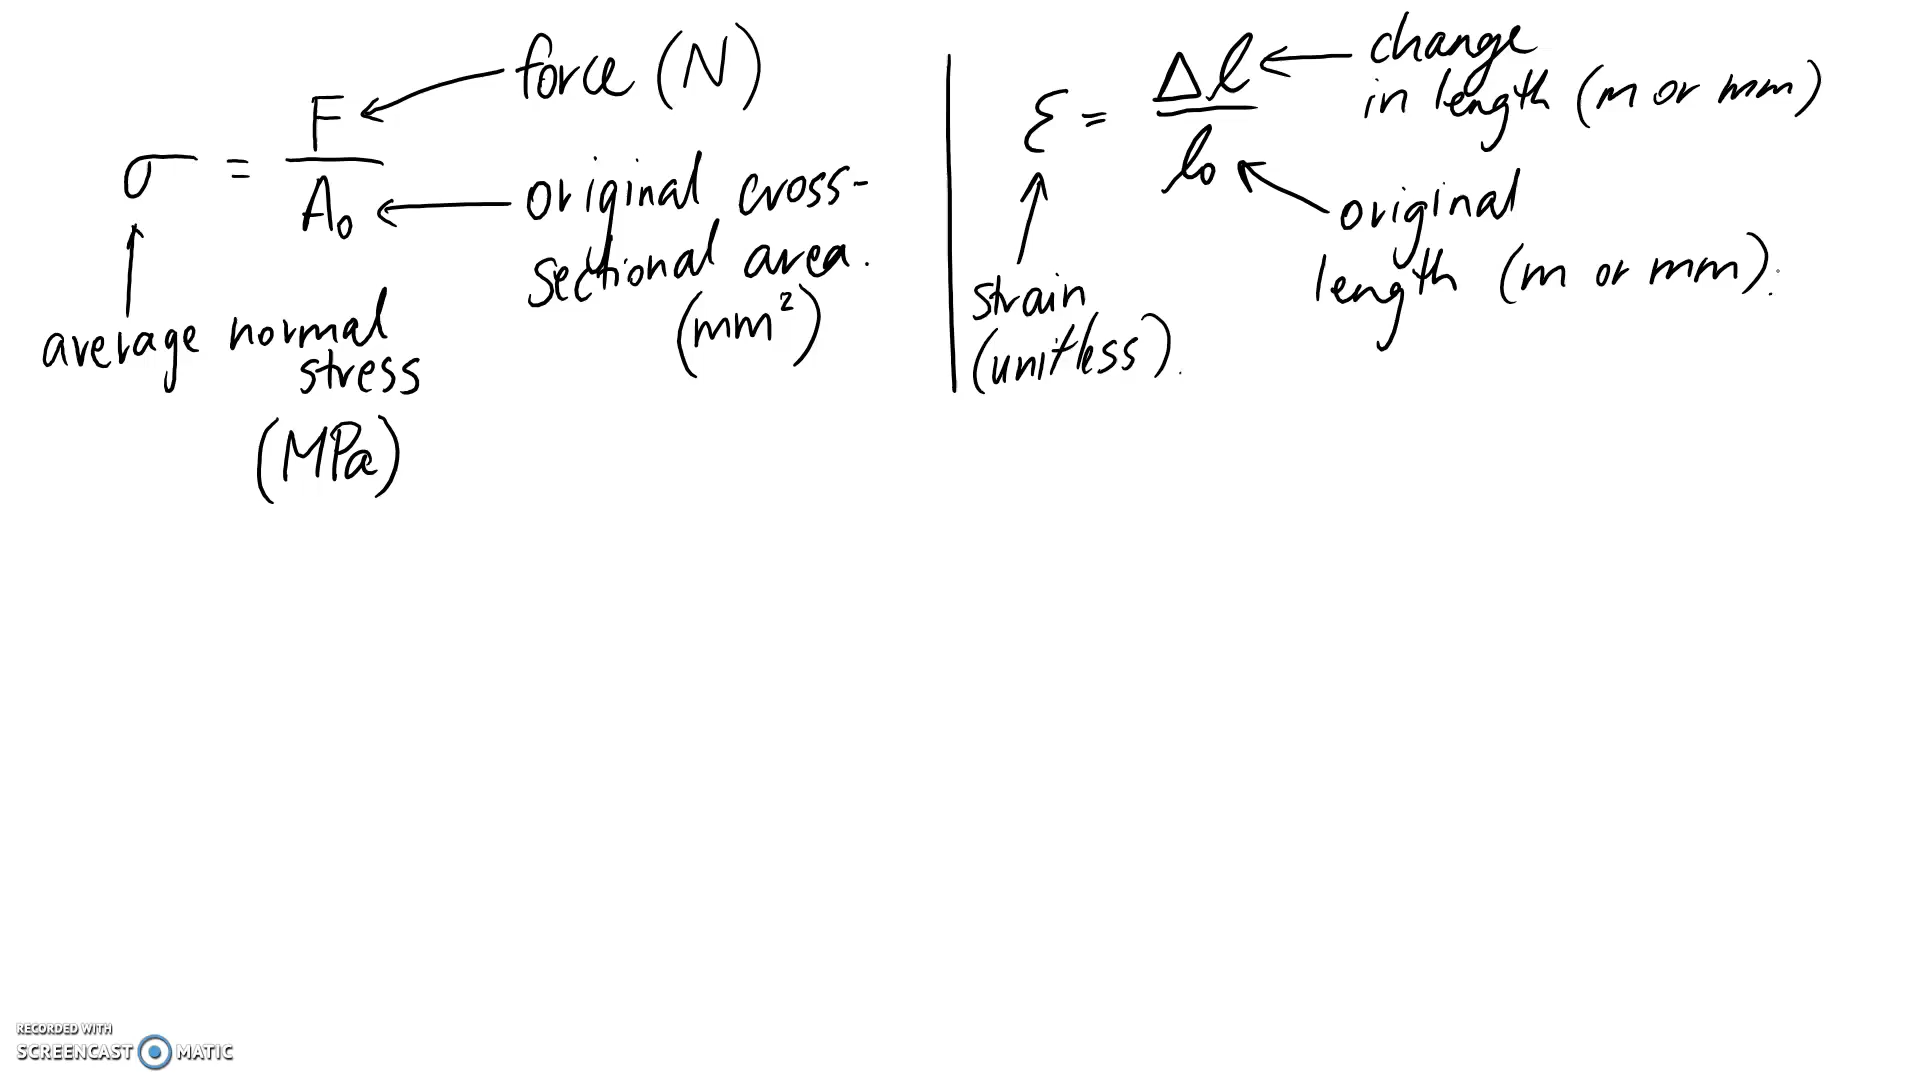 σ = F / A₀
force (N)
original cross-
sectional area.
(mm²)
average normal
stress
(MPa)
ε = Δl / l₀
change
in length (m or mm)
original
length (m or mm).
strain
(unitless).
RECORDED WITH
SCREENCAST MATIC